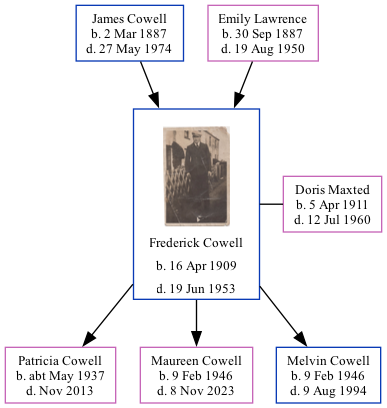 James Cowell
b. 2 Mar 1887
d. 27 May 1974
Emily Lawrence
b. 30 Sep 1887
d. 19 Aug 1950
Frederick Cowell
b. 16 Apr 1909
d. 19 Jun 1953
Doris Maxted
b. 5 Apr 1911
d. 12 Jul 1960
Patricia Cowell
b. abt May 1937
d. Nov 2013
Maureen Cowell
b. 9 Feb 1946
d. 8 Nov 2023
Melvin Cowell
b. 9 Feb 1946
d. 9 Aug 1994